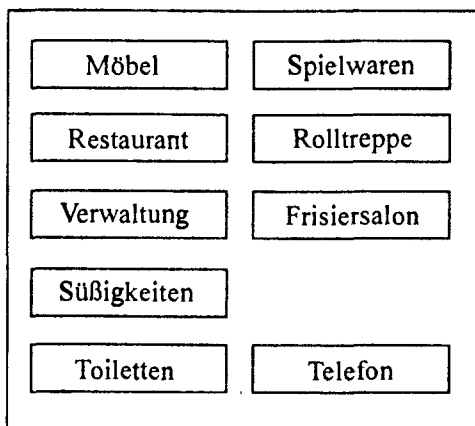 Möbel Spielwaren
Restaurant Rolltreppe
Verwaltung Frisiersalon
Süßigkeiten
Toiletten Telefon